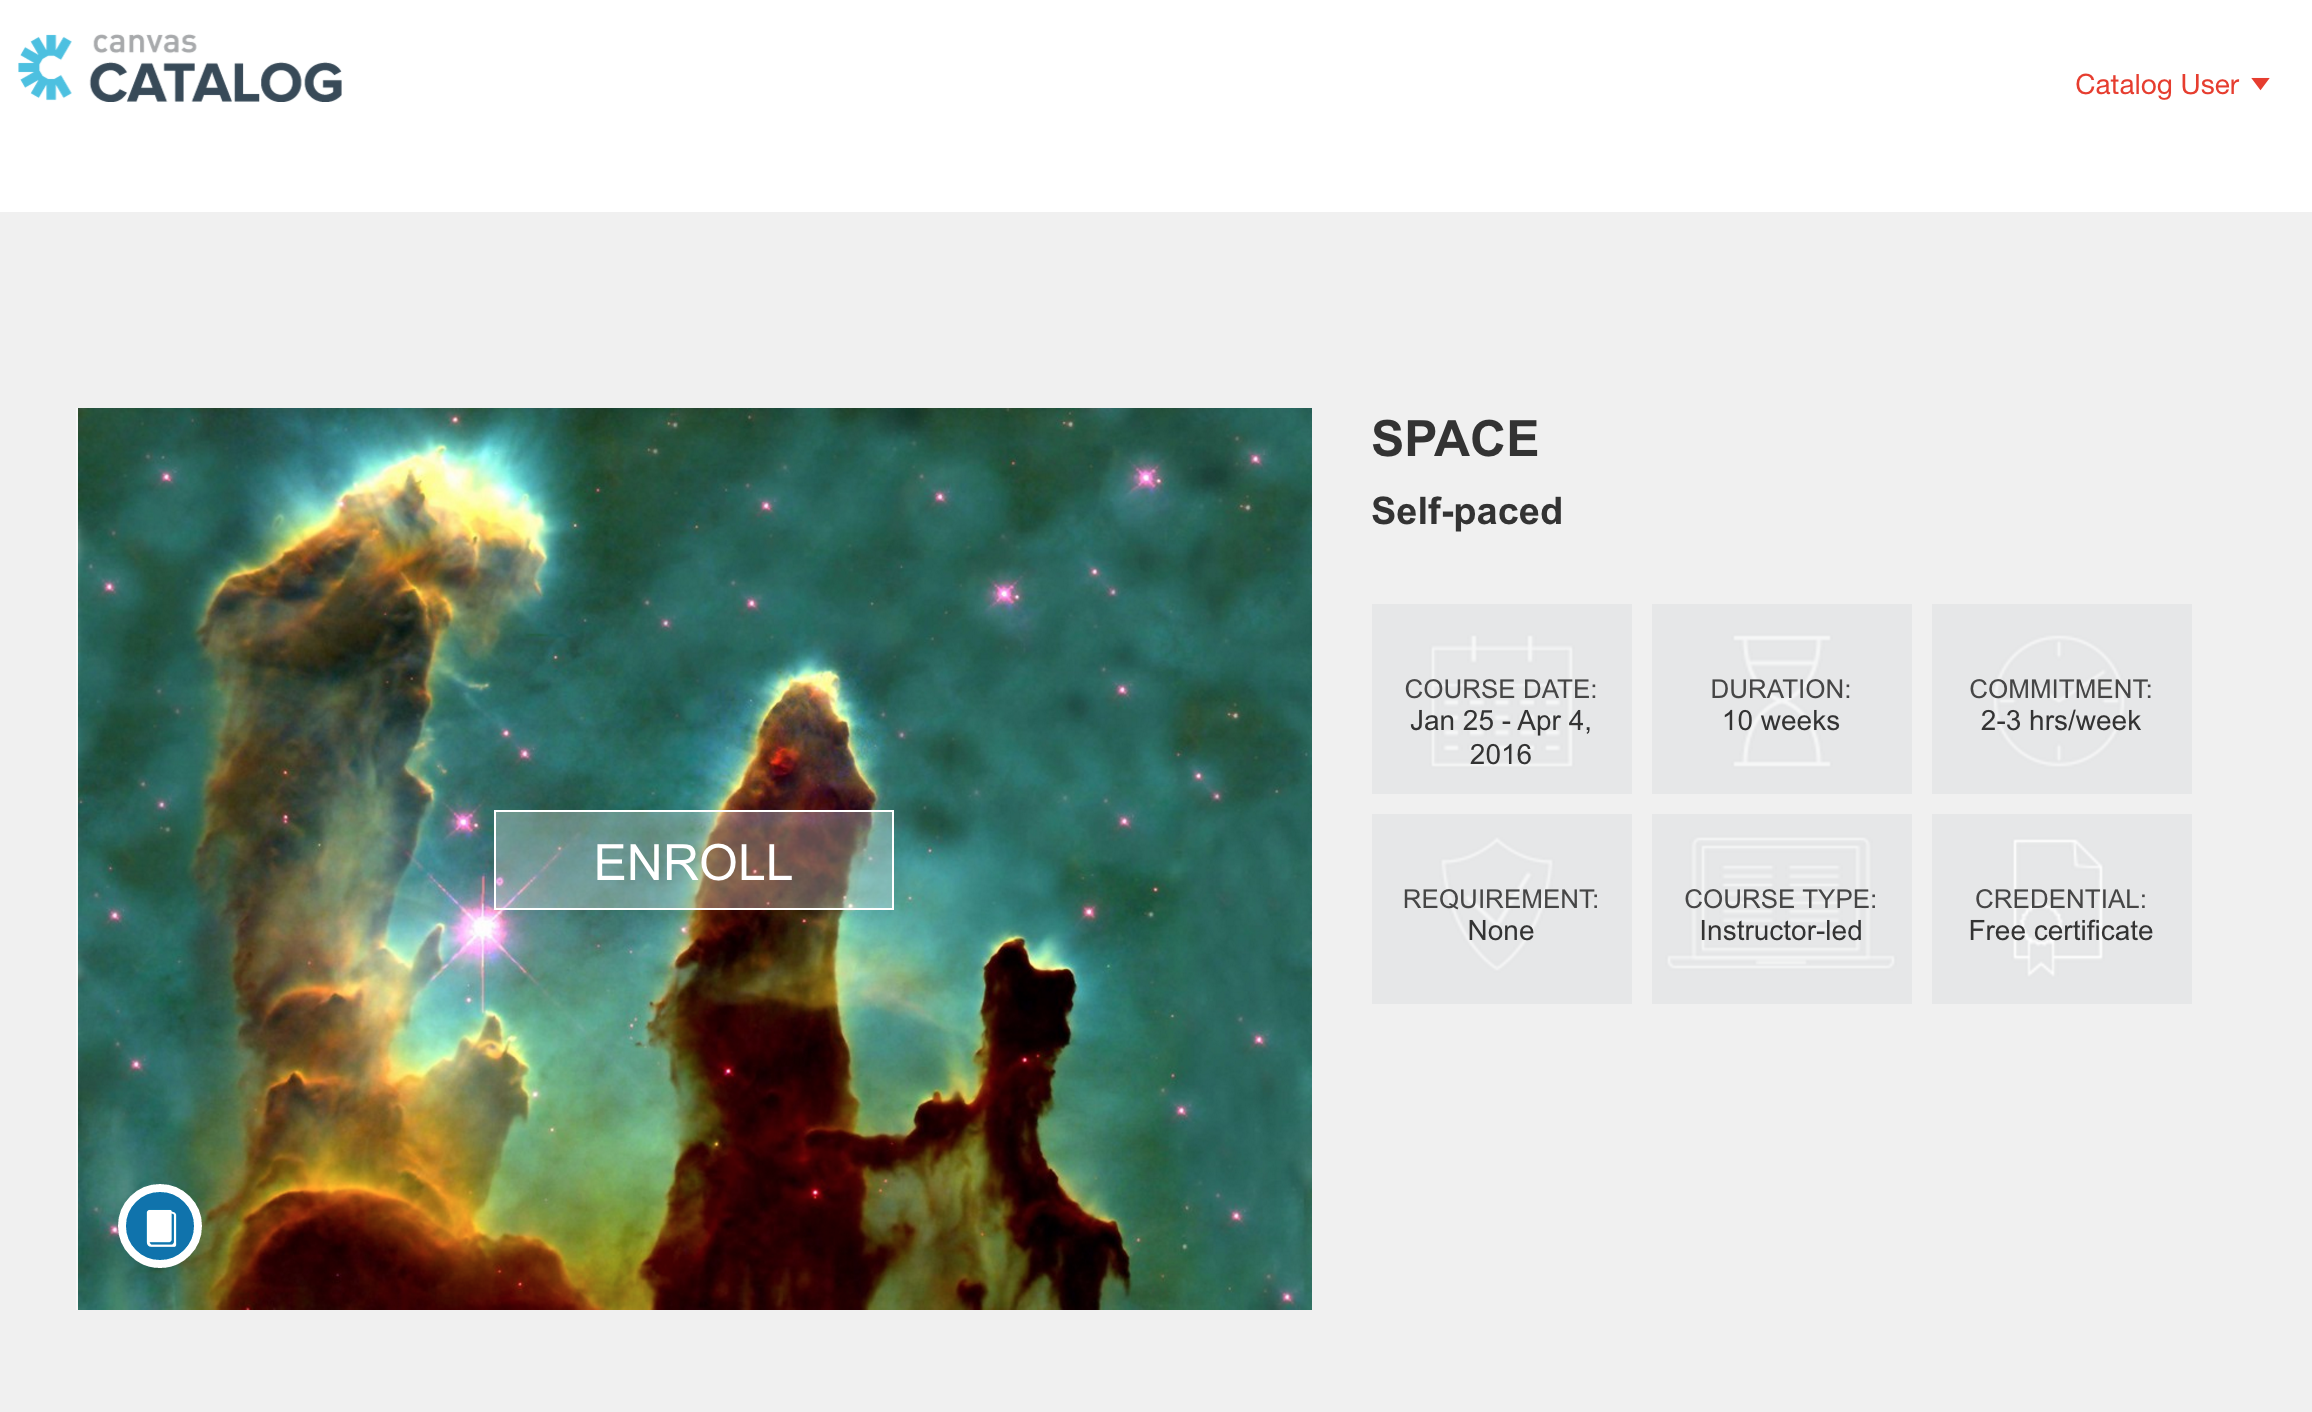 canvas
CATALOG
Catalog User
SPACE
Self-paced
COURSE DATE:
Jan 25 - Apr 4,
2016
DURATION:
10 weeks
COMMITMENT:
2-3 hrs/week
ENROLL
REQUIREMENT:
None
COURSE TYPE:
Instructor-led
CREDENTIAL:
Free certificate